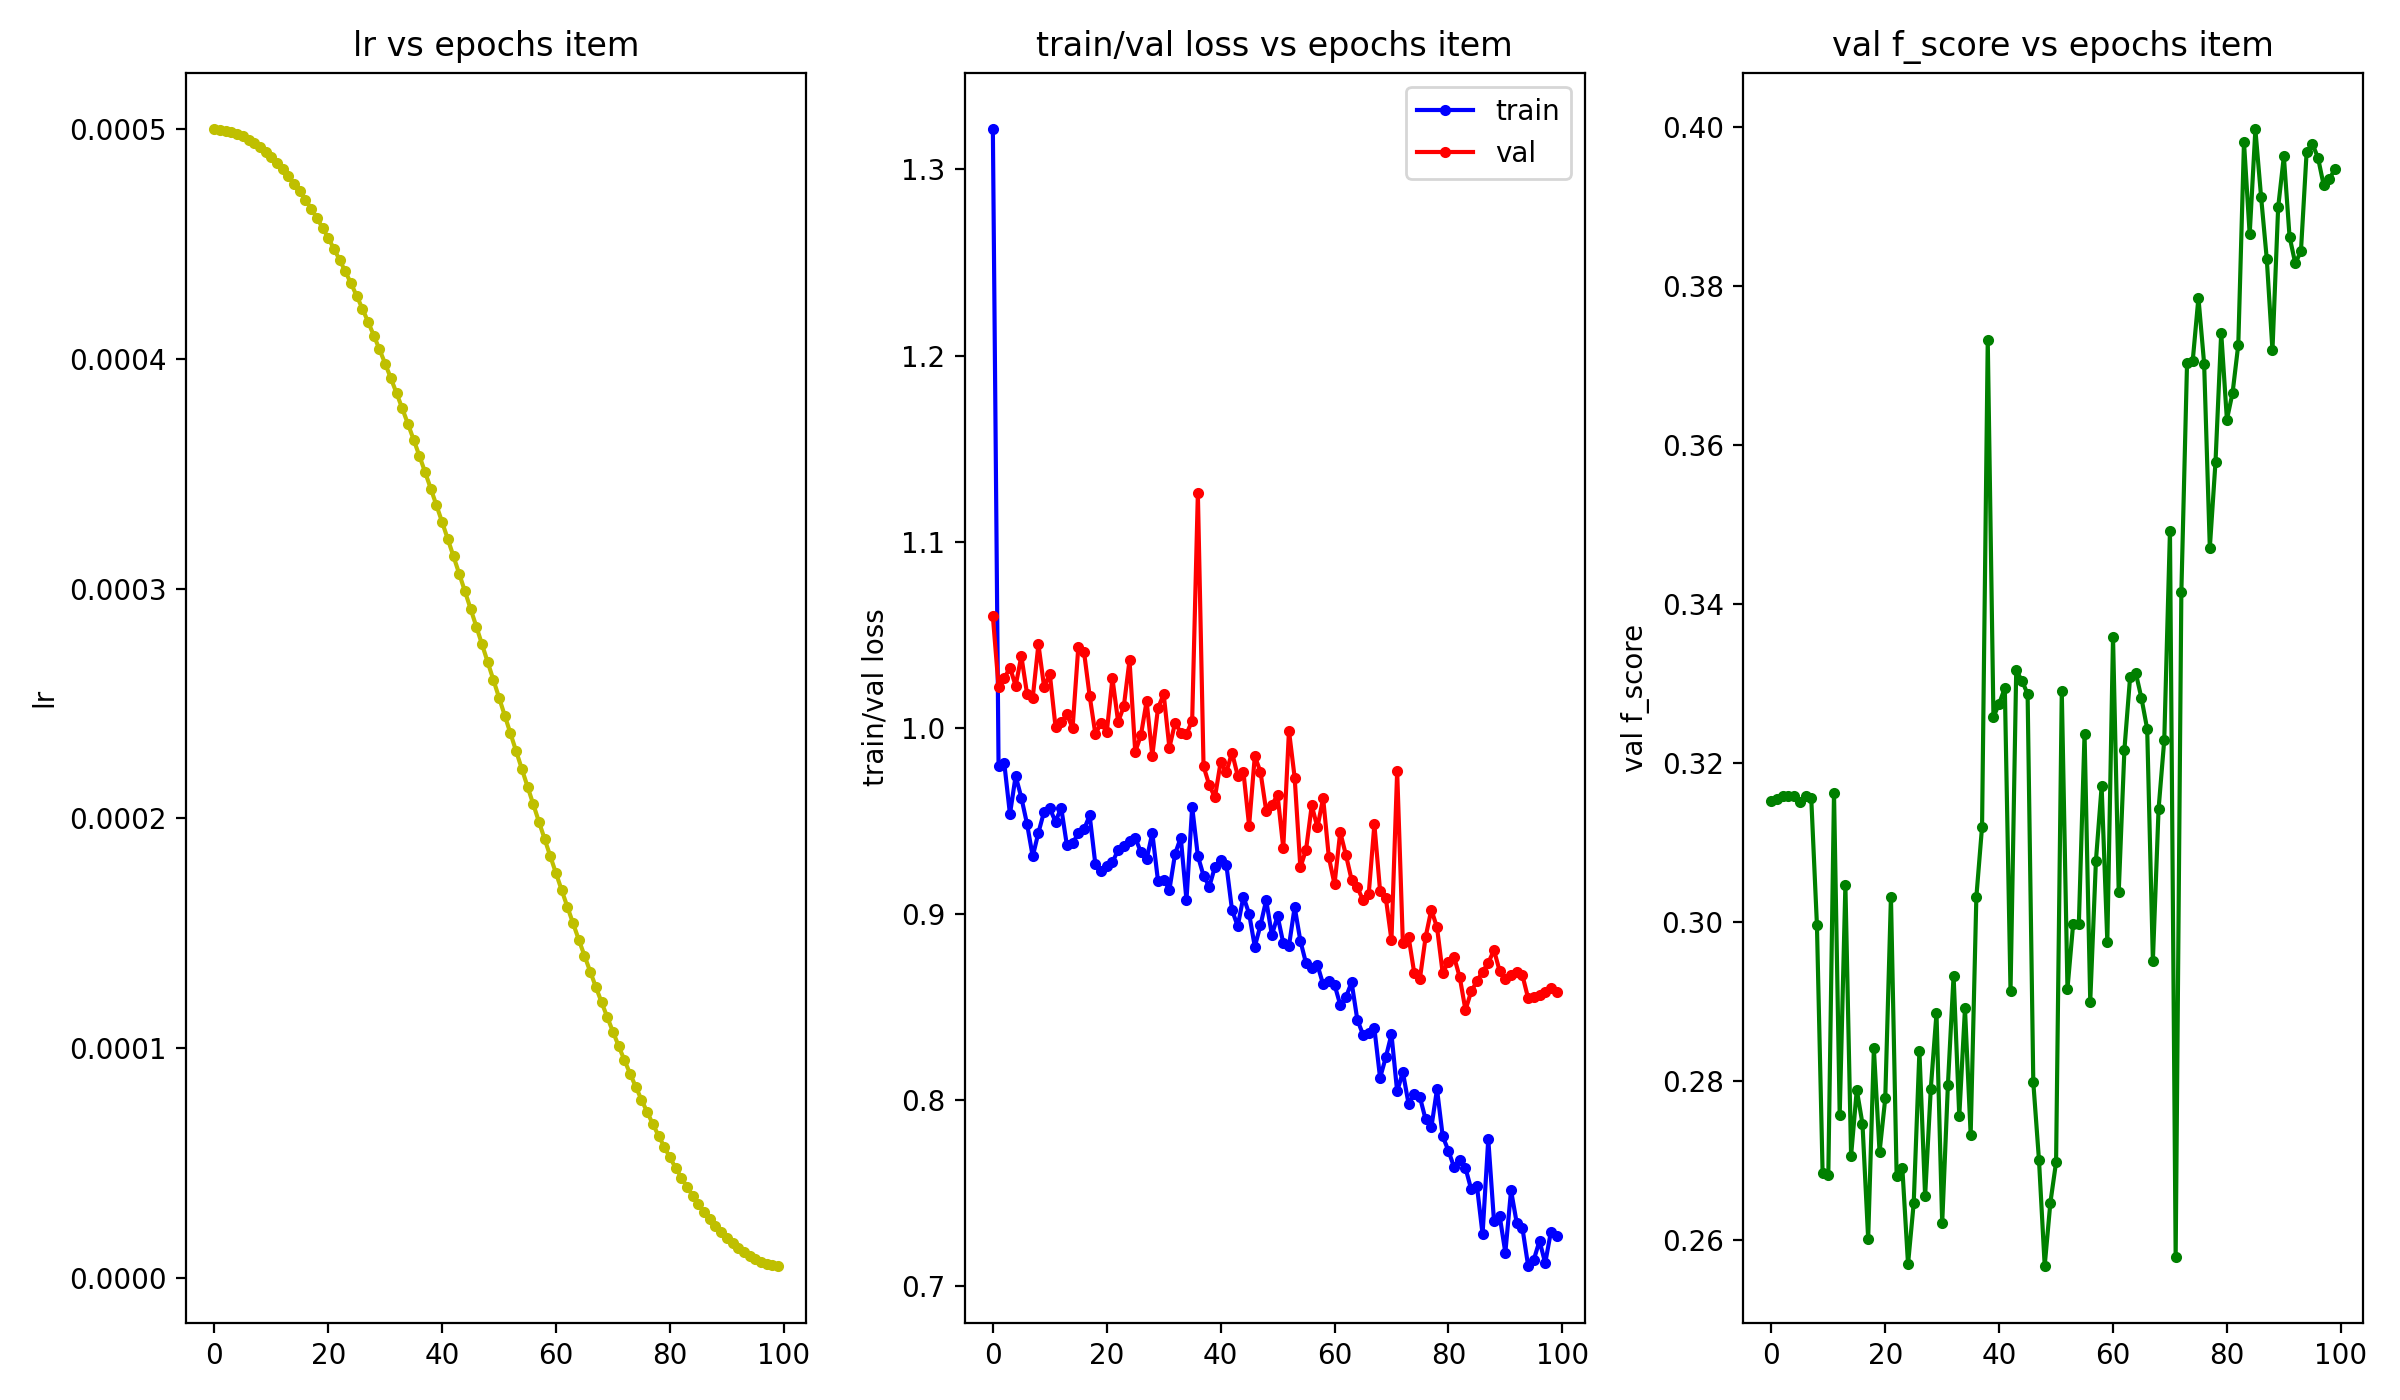 lr vs epochs item
0.0005
0.0004
0.0003
0.0002
0.0001
0.0000
lr
0 20 40 60 80 100
train/val loss vs epochs item
train
val
1.3
1.2
1.1
1.0
0.9
0.8
0.7
train/val loss
0 20 40 60 80 100
val f_score vs epochs item
0.40
0.38
0.36
0.34
0.32
0.30
0.28
0.26
val f_score
0 20 40 60 80 100